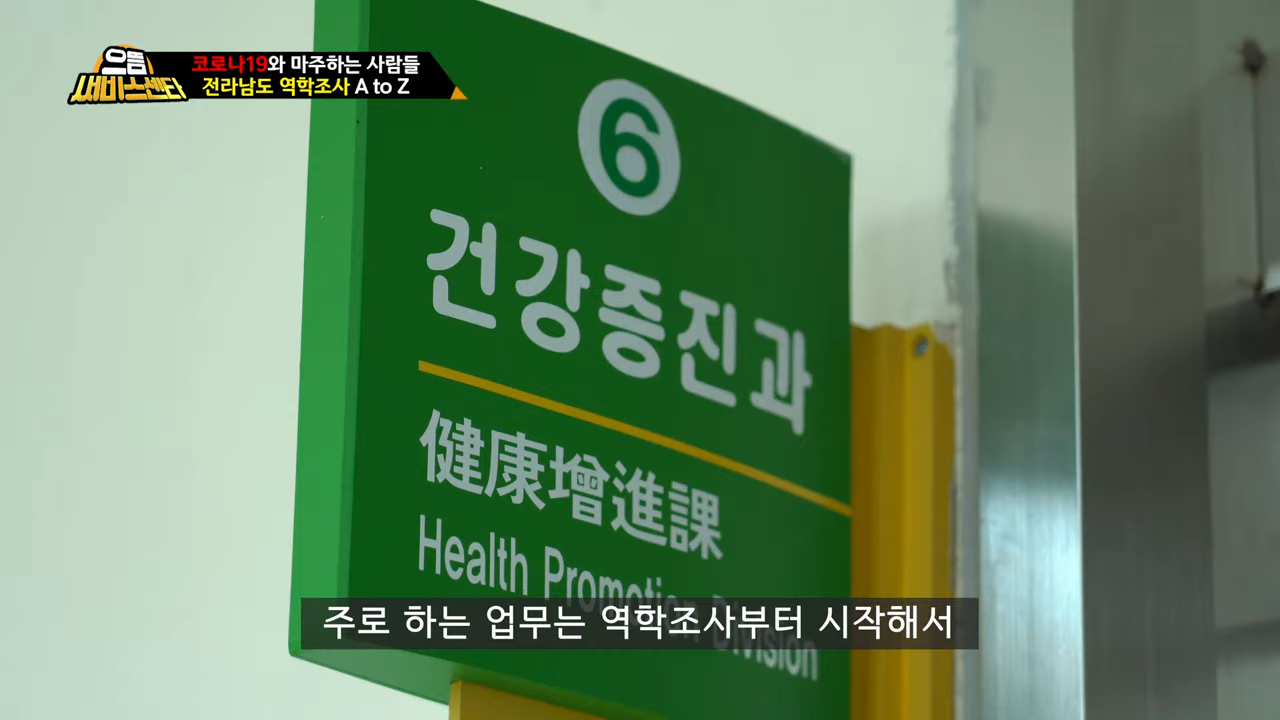 으뜸
써비스센타
코로나19와 마주하는 사람들
전라남도 역학조사 A to Z
6
건강증진과
健康增進課
Health Promotion Division
주로 하는 업무는 역학조사부터 시작해서